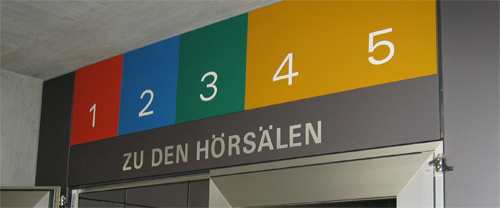 1 2 3 4 5
ZU DEN HÖRSÄLEN